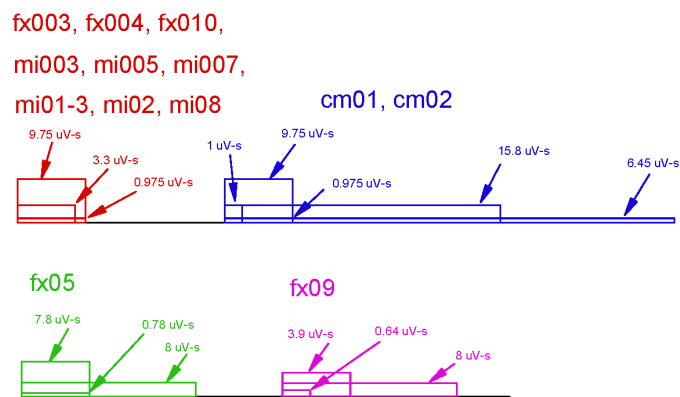 fx003, fx004, fx010,
mi003, mi005, mi007,
mi01-3, mi02, mi08
cm01, cm02
9.75 uV-s
3.3 uV-s
0.975 uV-s
1 uV-s
9.75 uV-s
0.975 uV-s
15.8 uV-s
6.45 uV-s
fx05
7.8 uV-s
0.78 uV-s
8 uV-s
fx09
3.9 uV-s
0.64 uV-s
8 uV-s